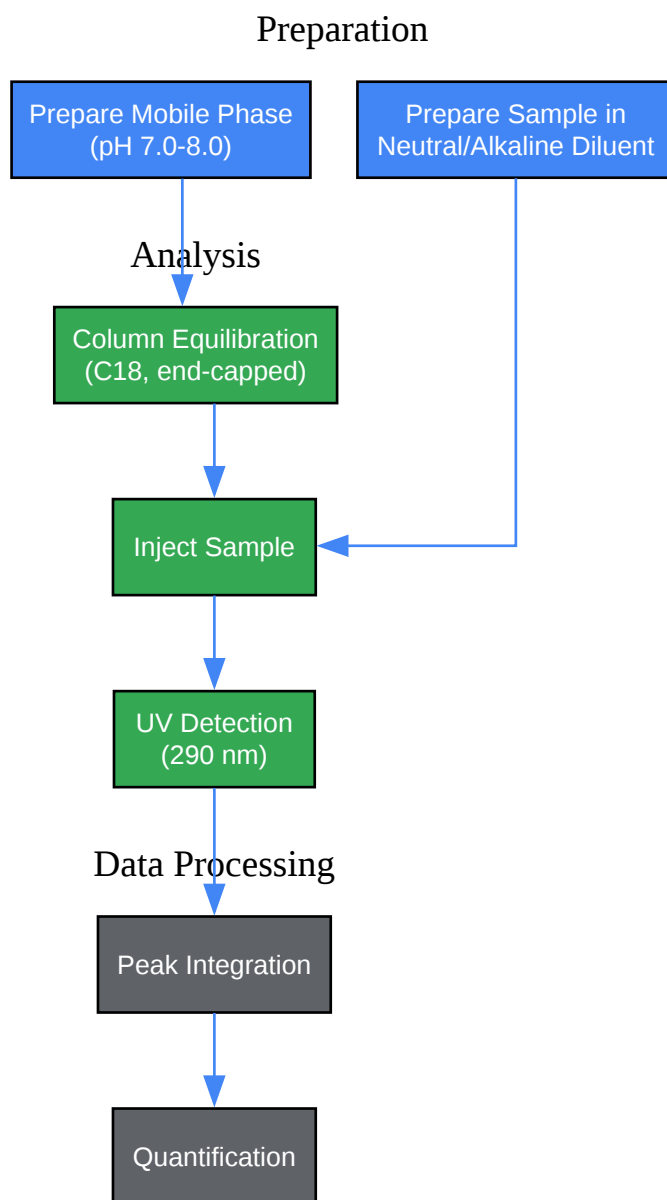 Preparation
Prepare Mobile Phase
(pH 7.0-8.0)
Prepare Sample in
Neutral/Alkaline Diluent
Analysis
Column Equilibration
(C18, end-capped)
Inject Sample
UV Detection
(290 nm)
Data Processing
Peak Integration
Quantification